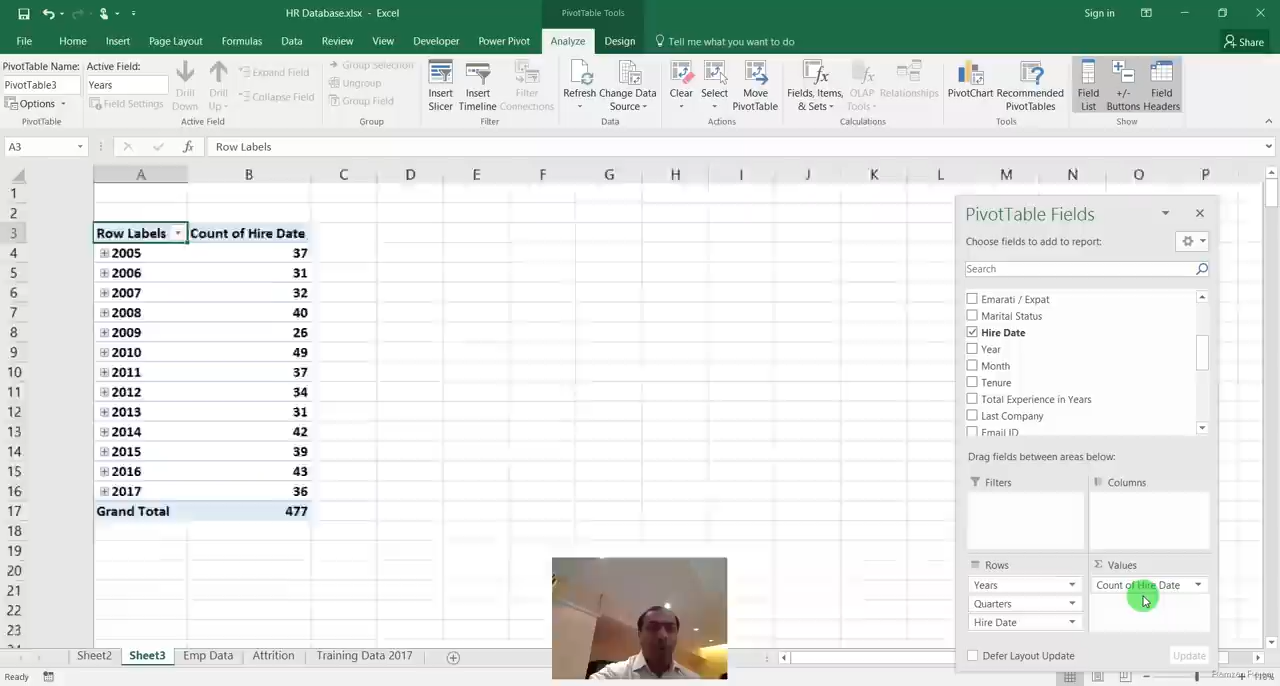 HR Database.xlsx - Excel
PivotTable Tools
Sign in
File Home Insert Page Layout Formulas Data Review View Developer Power Pivot Analyze Design Tell me what you want to do Share
PivotTable Name:
PivotTable3
Options
PivotTable
Active Field:
Years
Field Settings
Drill Down
Drill Up
Expand Field
Collapse Field
Active Field
Group Selection
Ungroup
Group Field
Group
Insert Slicer
Insert Timeline
Filter Connections
Filter
Refresh
Change Data Source
Data
Clear
Select
Move PivotTable
Actions
Fields, Items, & Sets
OLAP Tools
Relationships
Calculations
PivotChart
Recommended PivotTables
Tools
Field List
+/- Buttons
Field Headers
Show
A3 fx Row Labels
A B C D E F G H I J K L M N O P
1
2
3 Row Labels Count of Hire Date
4 2005 37
5 2006 31
6 2007 32
7 2008 40
8 2009 26
9 2010 49
10 2011 37
11 2012 34
12 2013 31
13 2014 42
14 2015 39
15 2016 43
16 2017 36
17 Grand Total 477
18
19
20
21
22
23
PivotTable Fields
Choose fields to add to report:
Search
Emarati / Expat
Marital Status
Hire Date
Year
Month
Tenure
Total Experience in Years
Last Company
Email ID
Drag fields between areas below:
Filters
Columns
Rows
Σ Values
Years
Count of Hire Date
Quarters
Hire Date
Defer Layout Update Update
Sheet2 Sheet3 Emp Data Attrition Training Data 2017
Ready